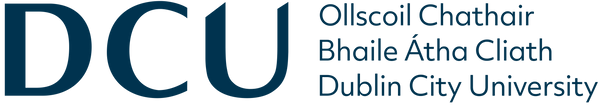 DCU
Ollscoil Chathair
Bhaile Átha Cliath
Dublin City University